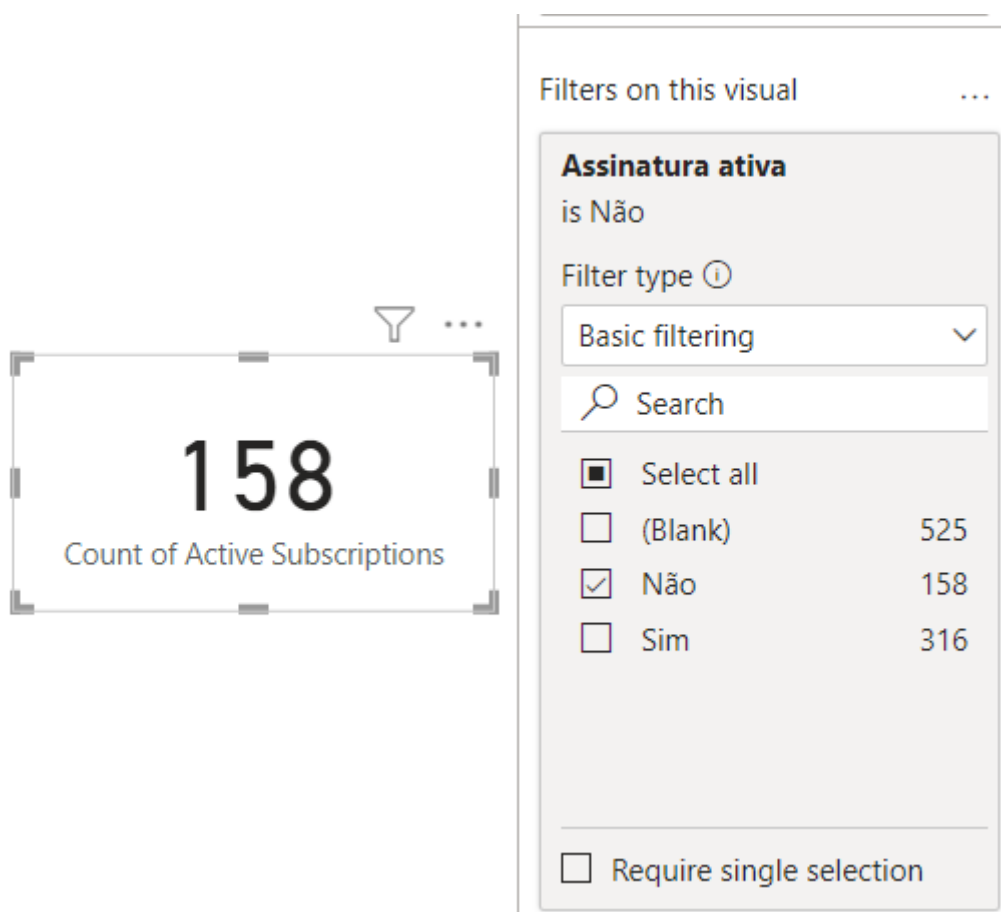 158
Count of Active Subscriptions
Filters on this visual
Assinatura ativa
is Não
Filter type
Basic filtering
Search
Select all
(Blank) 525
Não 158
Sim 316
Require single selection